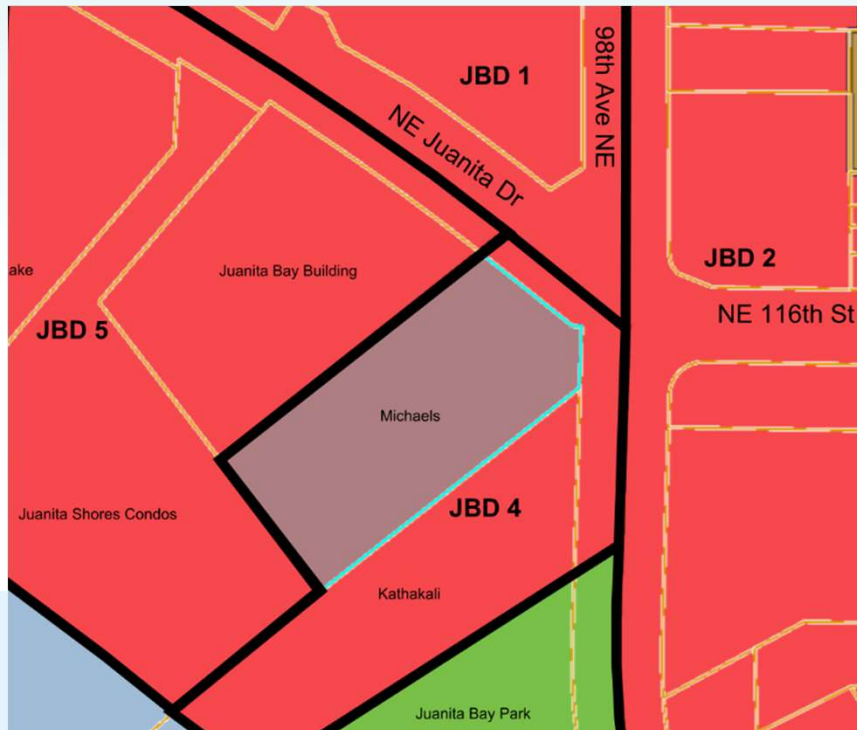 JBD 1
98th Ave NE
NE Juanita Dr
JBD 2
ake
Juanita Bay Building
NE 116th St
JBD 5
Michaels
JBD 4
Juanita Shores Condos
Kathakali
Juanita Bay Park